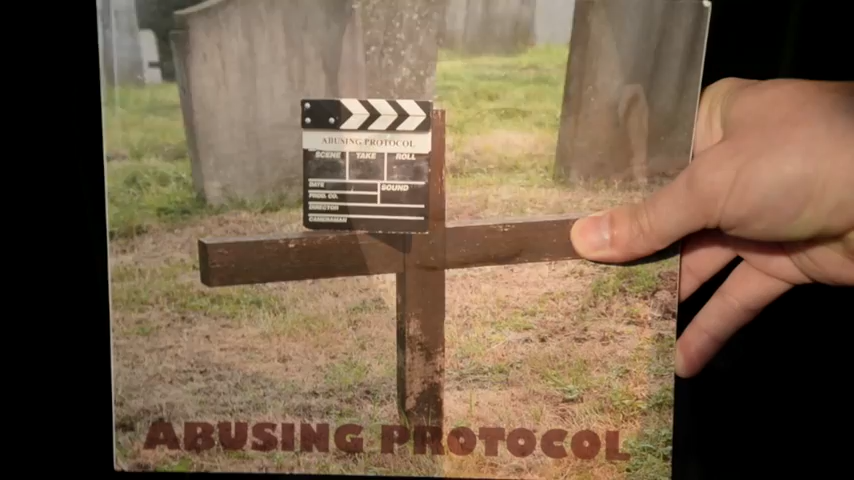 ABUSING PROTOCOL
SCENE TAKE ROLL
DATE SOUND
PROD. CO.
DIRECTOR
CAMERAMAN
ABUSING PROTOCOL